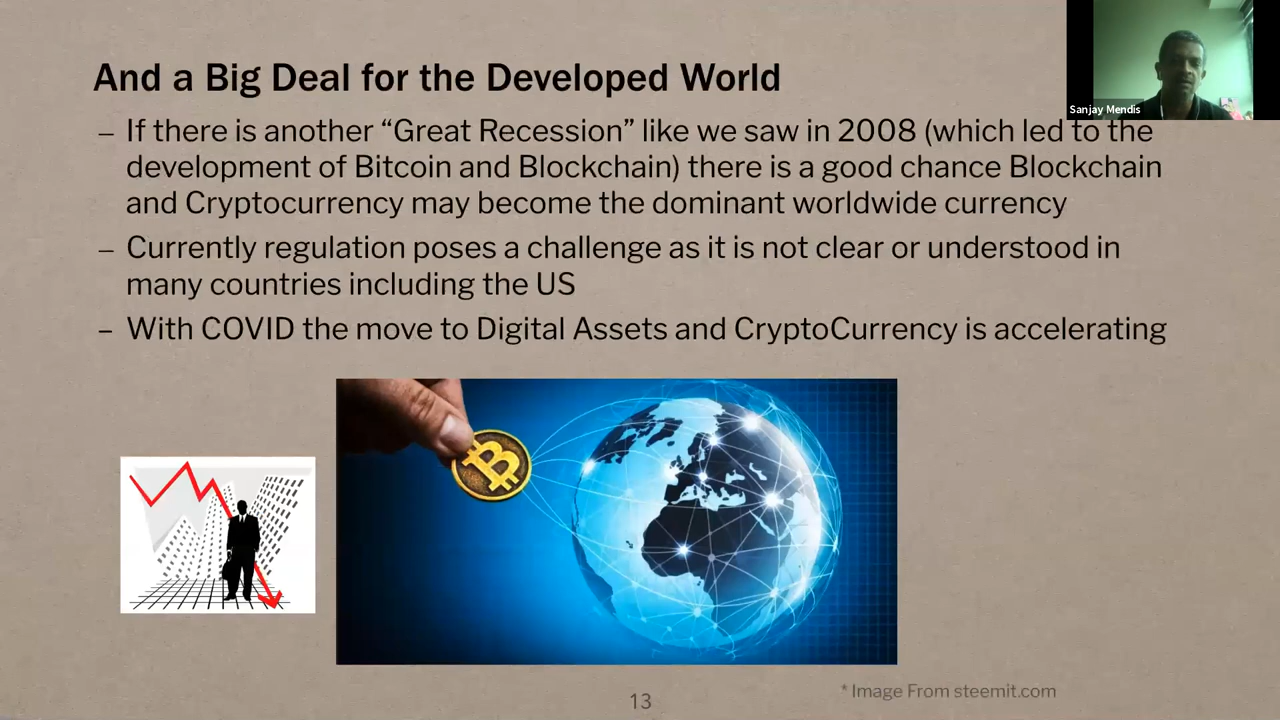 And a Big Deal for the Developed World
Sanjay Mendis
– If there is another “Great Recession” like we saw in 2008 (which led to the
development of Bitcoin and Blockchain) there is a good chance Blockchain
and Cryptocurrency may become the dominant worldwide currency
– Currently regulation poses a challenge as it is not clear or understood in
many countries including the US
– With COVID the move to Digital Assets and CryptoCurrency is accelerating
* Image From steemit.com
13